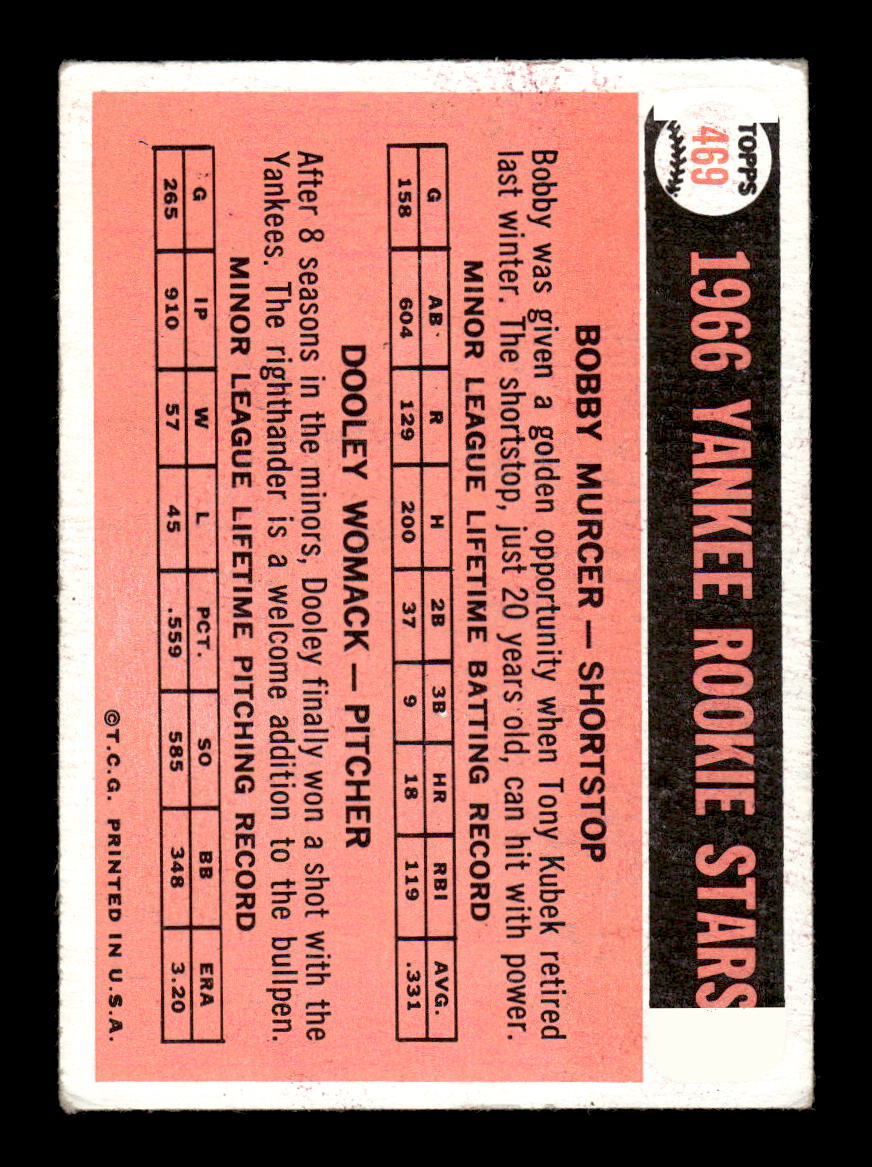 TOPPS
469
1966 YANKEE ROOKIE STARS
BOBBY MURCER — SHORTSTOP
Bobby was given a golden opportunity when Tony Kubek retired
last winter. The shortstop, just 20 years old, can hit with power.
MINOR LEAGUE LIFETIME BATTING RECORD
G AB R H 2B 3B HR RBI AVG.
158 604 129 200 37 9 18 119 .331
DOOLEY WOMACK — PITCHER
After 8 seasons in the minors, Dooley finally won a shot with the
Yankees. The righthander is a welcome addition to the bullpen.
MINOR LEAGUE LIFETIME PITCHING RECORD
G IP W L PCT. SO BB ERA
265 910 57 45 .559 585 348 3.20
©T.C.G. PRINTED IN U.S.A.